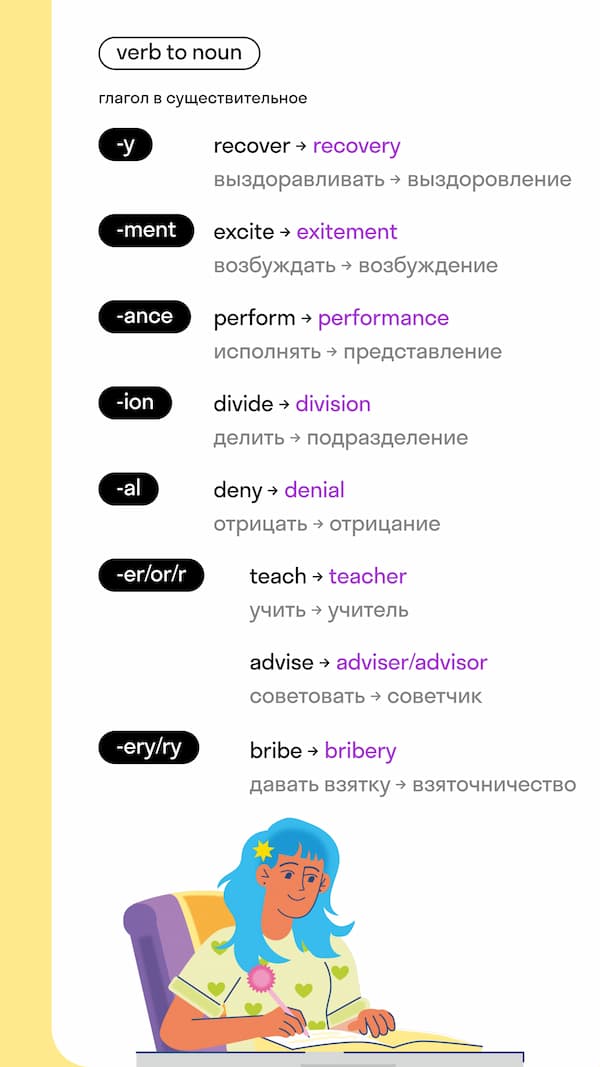 verb to noun
глагол в существительное
-y recover → recovery
выздоравливать → выздоровление
-ment excite → exitement
возбуждать → возбуждение
-ance perform → performance
исполнять → представление
-ion divide → division
делить → подразделение
-al deny → denial
отрицать → отрицание
-er/or/r teach → teacher
учить → учитель
advise → adviser/advisor
советовать → советчик
-ery/ry bribe → bribery
давать взятку → взяточничество